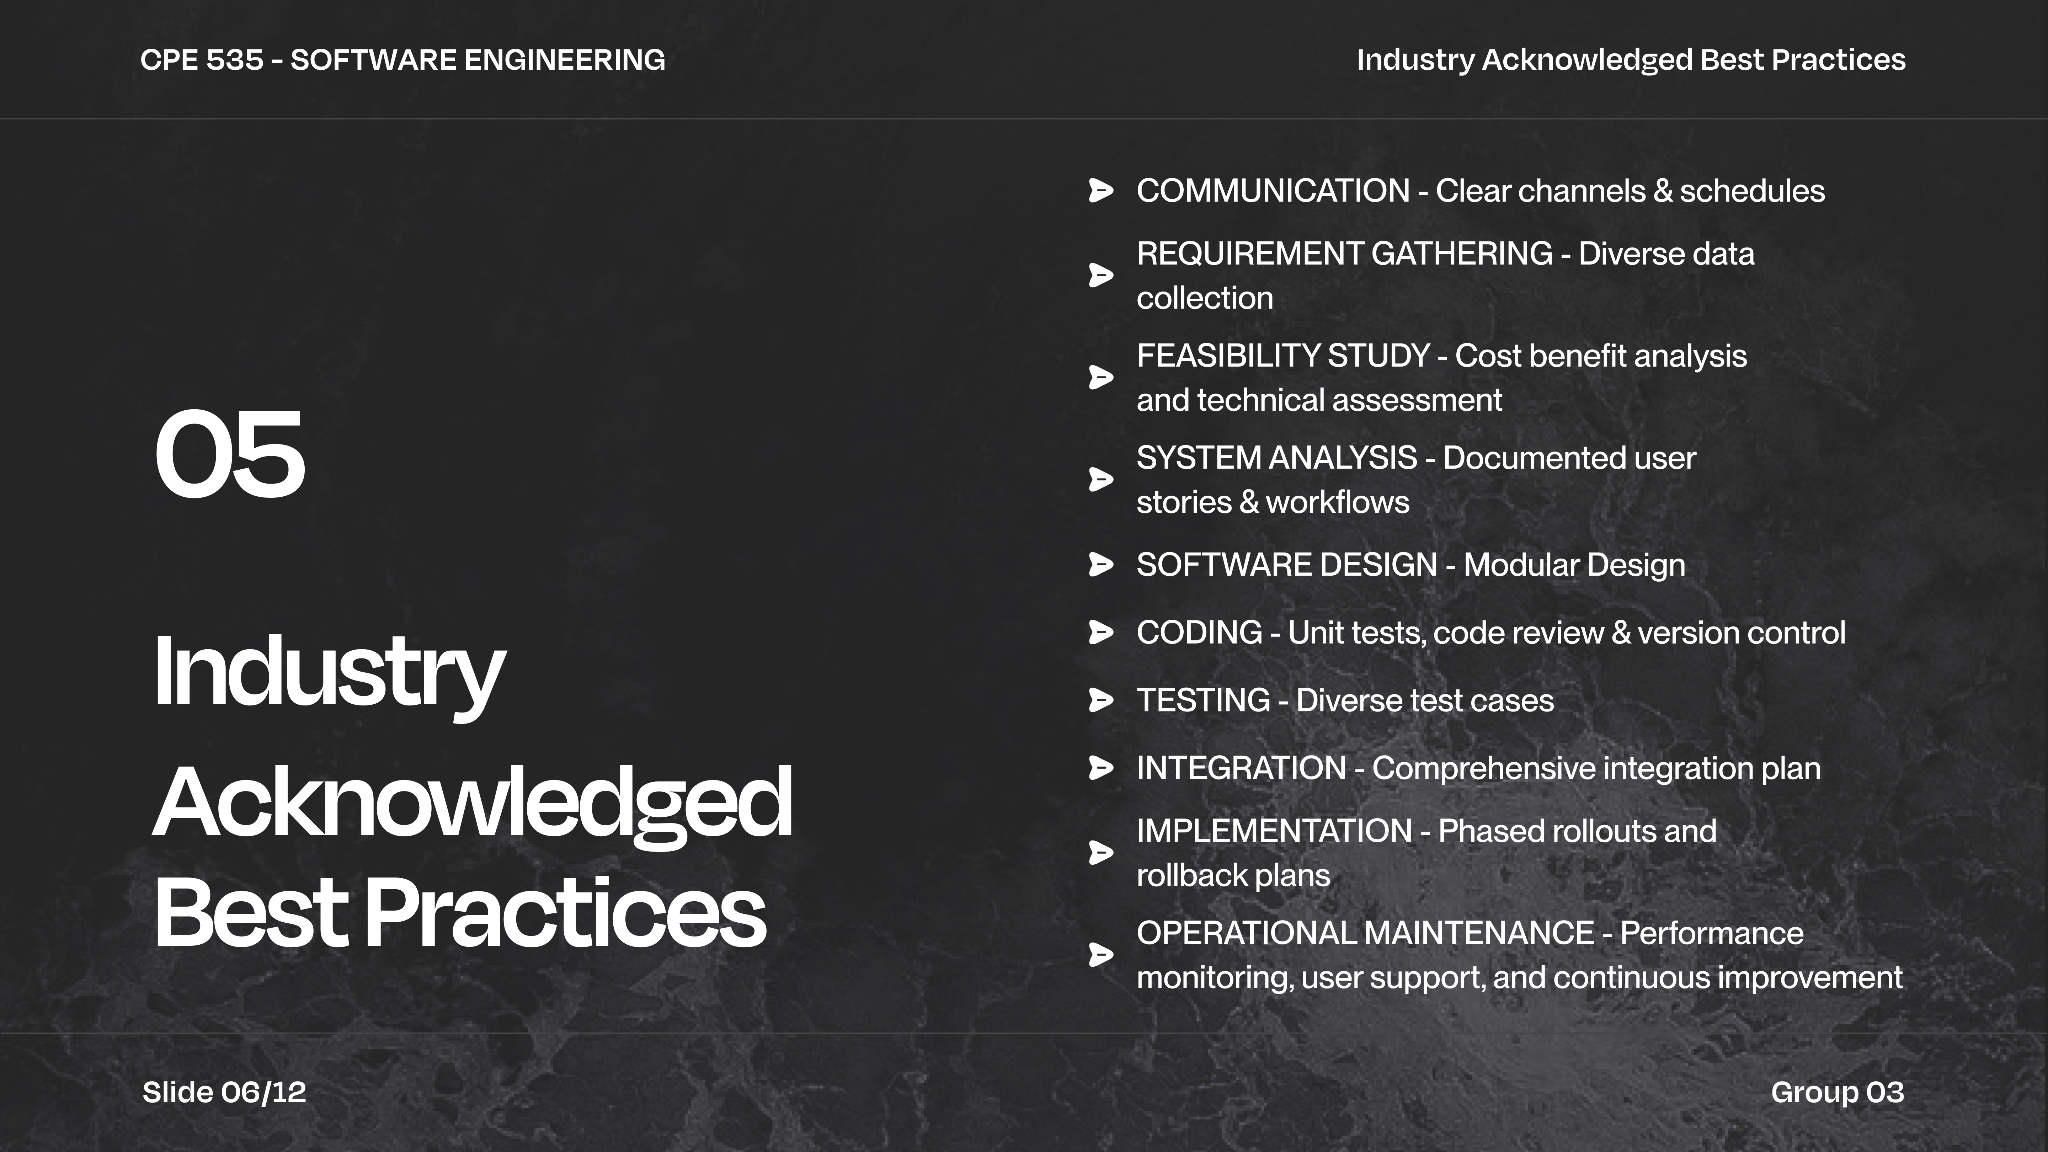 CPE 535 - SOFTWARE ENGINEERING
Industry Acknowledged Best Practices
05
Industry
Acknowledged
Best Practices
COMMUNICATION - Clear channels & schedules
REQUIREMENT GATHERING - Diverse data
collection
FEASIBILITY STUDY - Cost benefit analysis
and technical assessment
SYSTEM ANALYSIS - Documented user
stories & workflows
SOFTWARE DESIGN - Modular Design
CODING - Unit tests, code review & version control
TESTING - Diverse test cases
INTEGRATION - Comprehensive integration plan
IMPLEMENTATION - Phased rollouts and
rollback plans
OPERATIONAL MAINTENANCE - Performance
monitoring, user support, and continuous improvement
Slide 06/12
Group 03